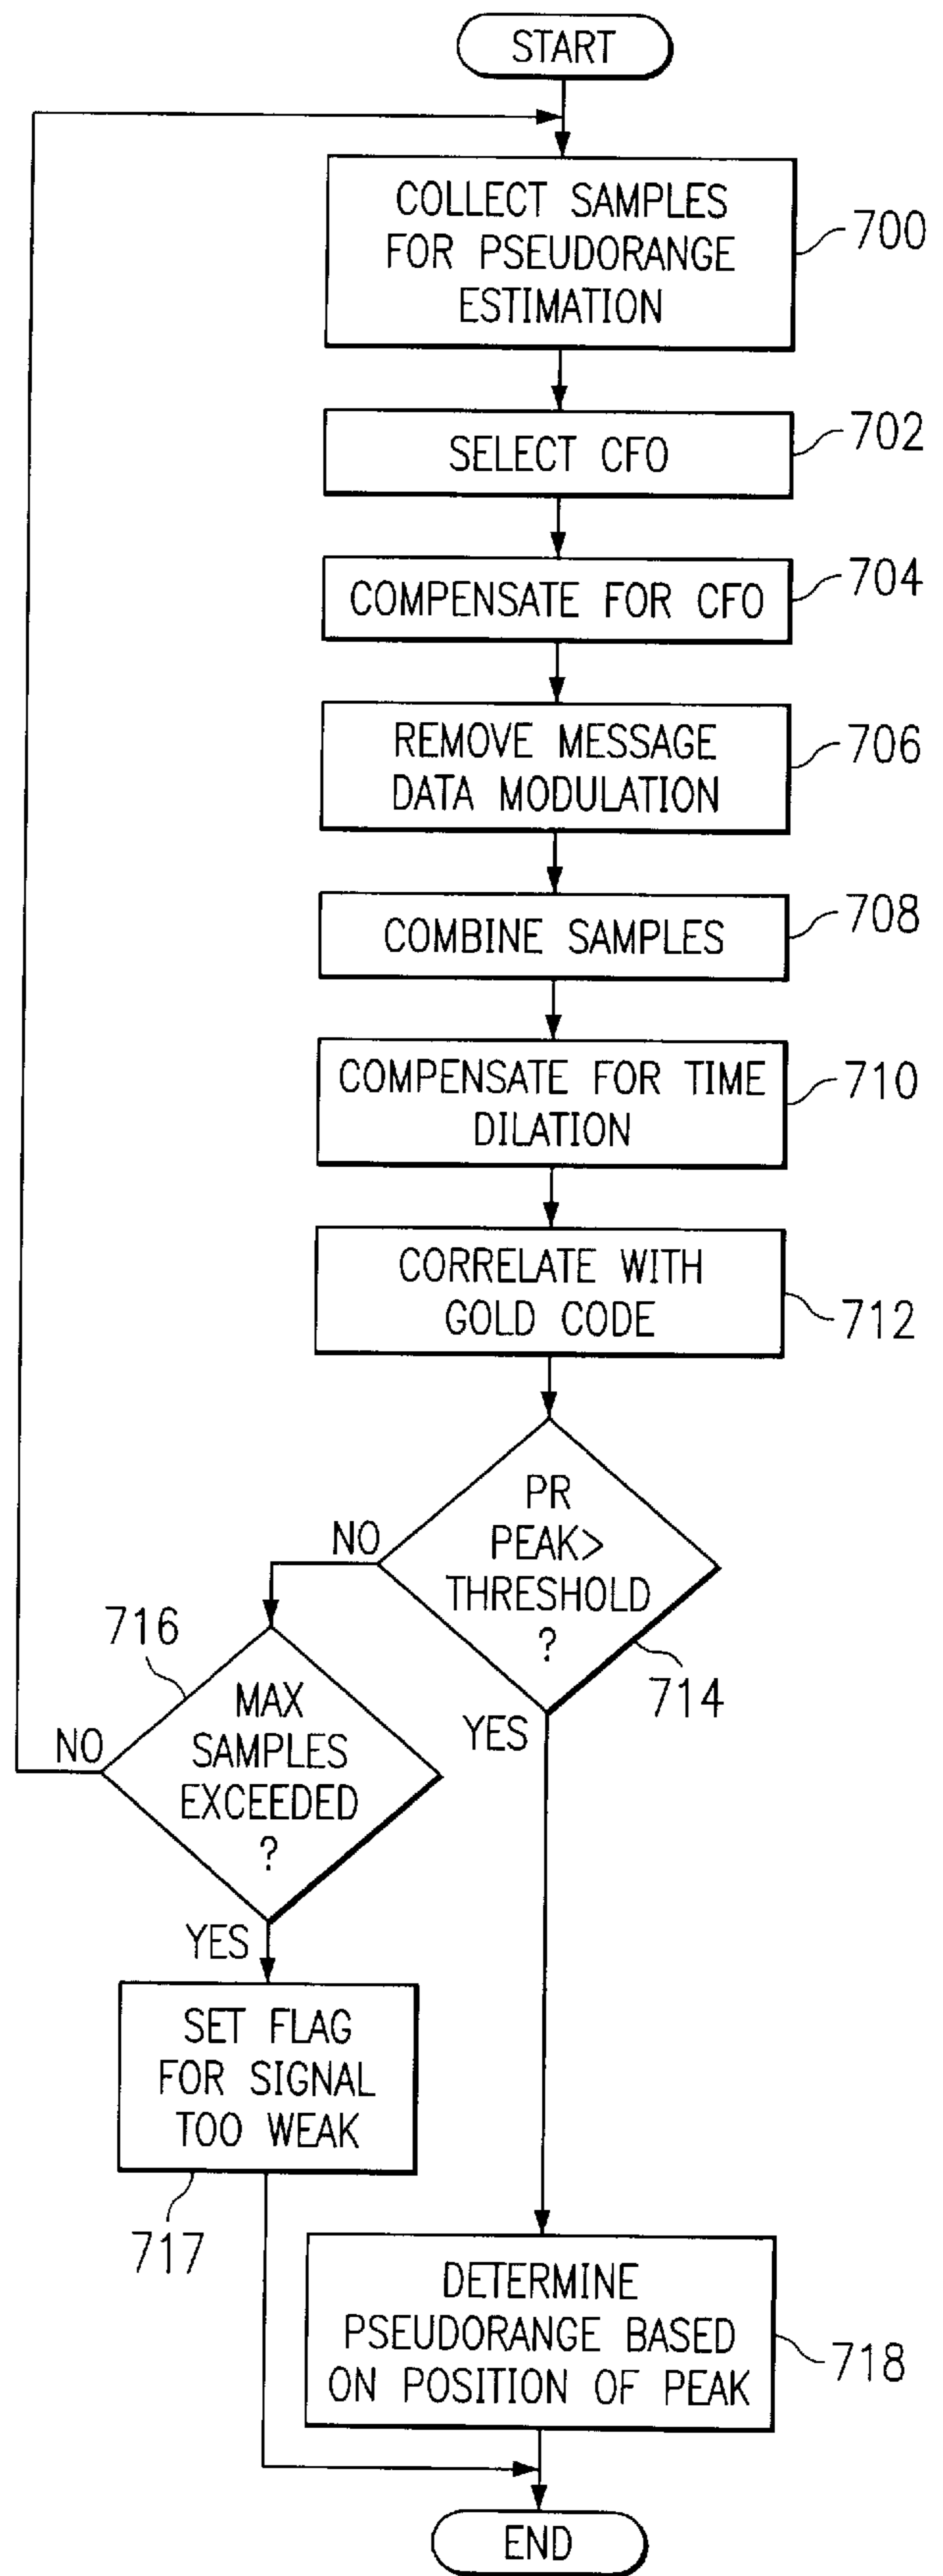 START
COLLECT SAMPLES
FOR PSEUDORANGE
ESTIMATION
700
SELECT CFO
702
COMPENSATE FOR CFO
704
REMOVE MESSAGE
DATA MODULATION
706
COMBINE SAMPLES
708
COMPENSATE FOR TIME
DILATION
710
CORRELATE WITH
GOLD CODE
712
PR
PEAK>
THRESHOLD
?
714
NO
YES
716
MAX
SAMPLES
EXCEEDED
?
NO
YES
SET FLAG
FOR SIGNAL
TOO WEAK
717
DETERMINE
PSEUDORANGE BASED
ON POSITION OF PEAK
718
END